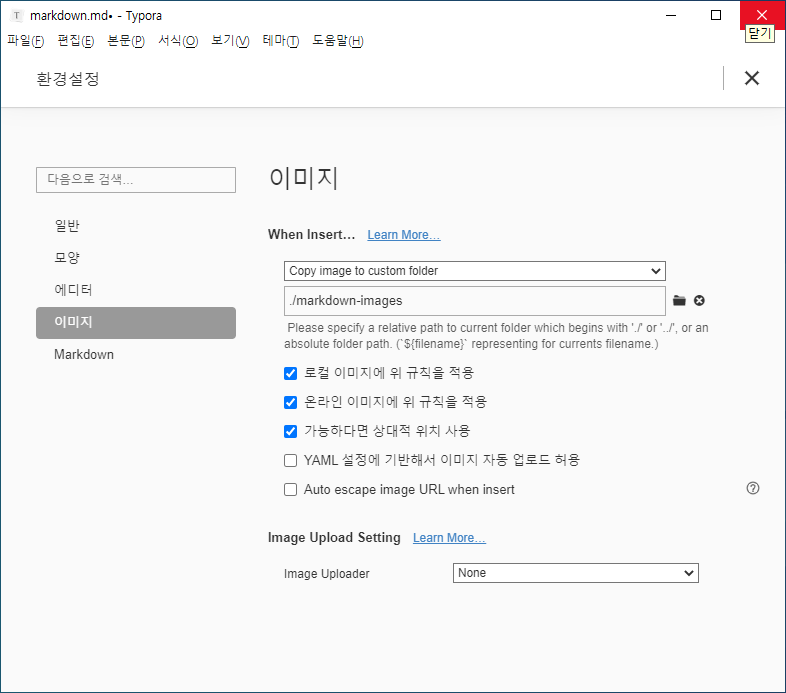 T markdown.md• - Typora
닫기
파일(F) 편집(E) 본문(P) 서식(O) 보기(V) 테마(T) 도움말(H)
환경설정
다음으로 검색...
일반
모양
에디터
이미지
Markdown
이미지
When Insert... Learn More...
Copy image to custom folder
./markdown-images
Please specify a relative path to current folder which begins with './' or '../', or an
absolute folder path. (`${filename}` representing for currents filename.)
로컬 이미지에 위 규칙을 적용
온라인 이미지에 위 규칙을 적용
가능하다면 상대적 위치 사용
YAML 설정에 기반해서 이미지 자동 업로드 허용
Auto escape image URL when insert
Image Upload Setting Learn More...
Image Uploader None